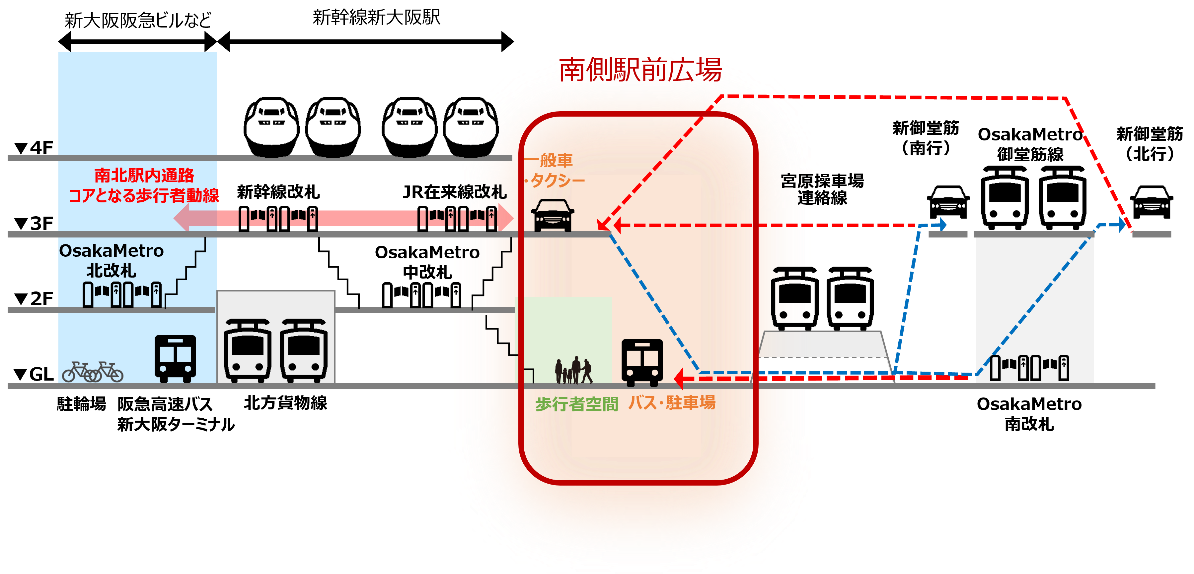 新大阪阪急ビルなど
新幹線新大阪駅
南側駅前広場
▼4F
南北駅内通路
コアとなる歩行者動線
新幹線改札
JR在来線改札
一般車
・タクシー
宮原操車場
連絡線
新御堂筋
(南行)
OsakaMetro
御堂筋線
新御堂筋
(北行)
▼3F
OsakaMetro
北改札
OsakaMetro
中改札
▼2F
▼GL
駐輪場
阪急高速バス
新大阪ターミナル
北方貨物線
歩行者空間
バス・駐車場
OsakaMetro
南改札